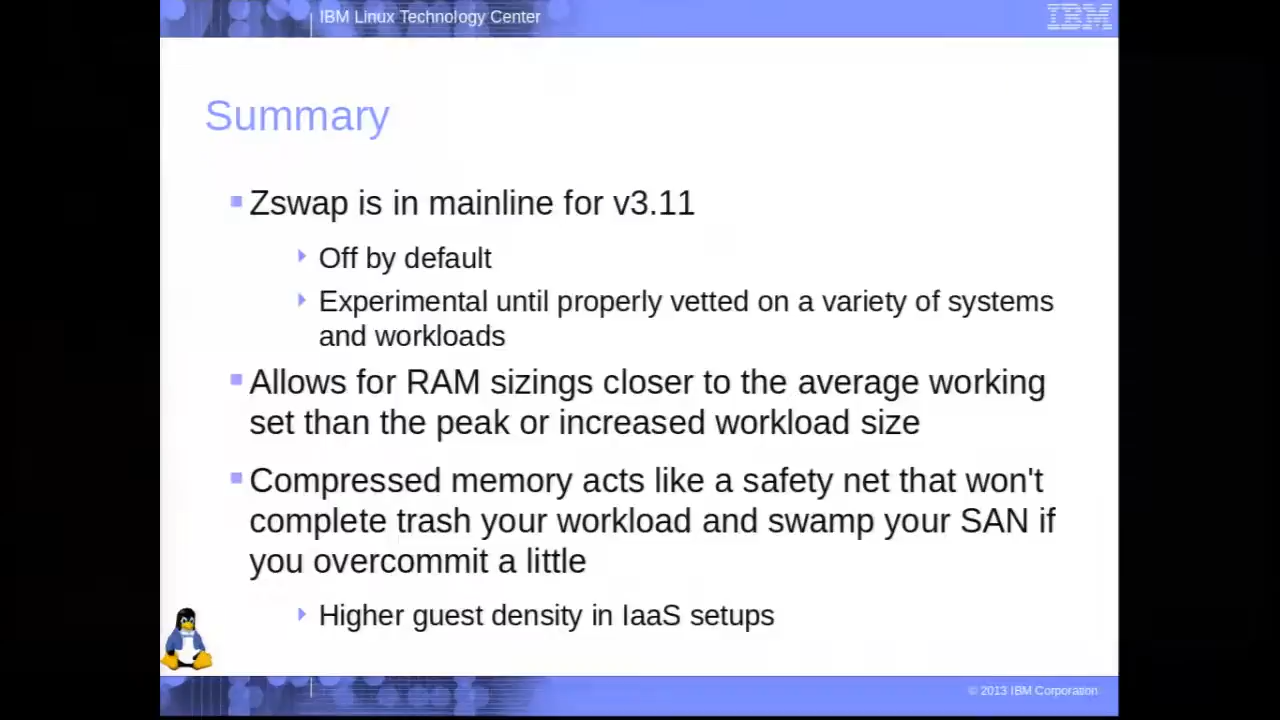 IBM Linux Technology Center
IBM
Summary
Zswap is in mainline for v3.11
Off by default
Experimental until properly vetted on a variety of systems
and workloads
Allows for RAM sizings closer to the average working
set than the peak or increased workload size
Compressed memory acts like a safety net that won't
complete trash your workload and swamp your SAN if
you overcommit a little
Higher guest density in IaaS setups
© 2013 IBM Corporation